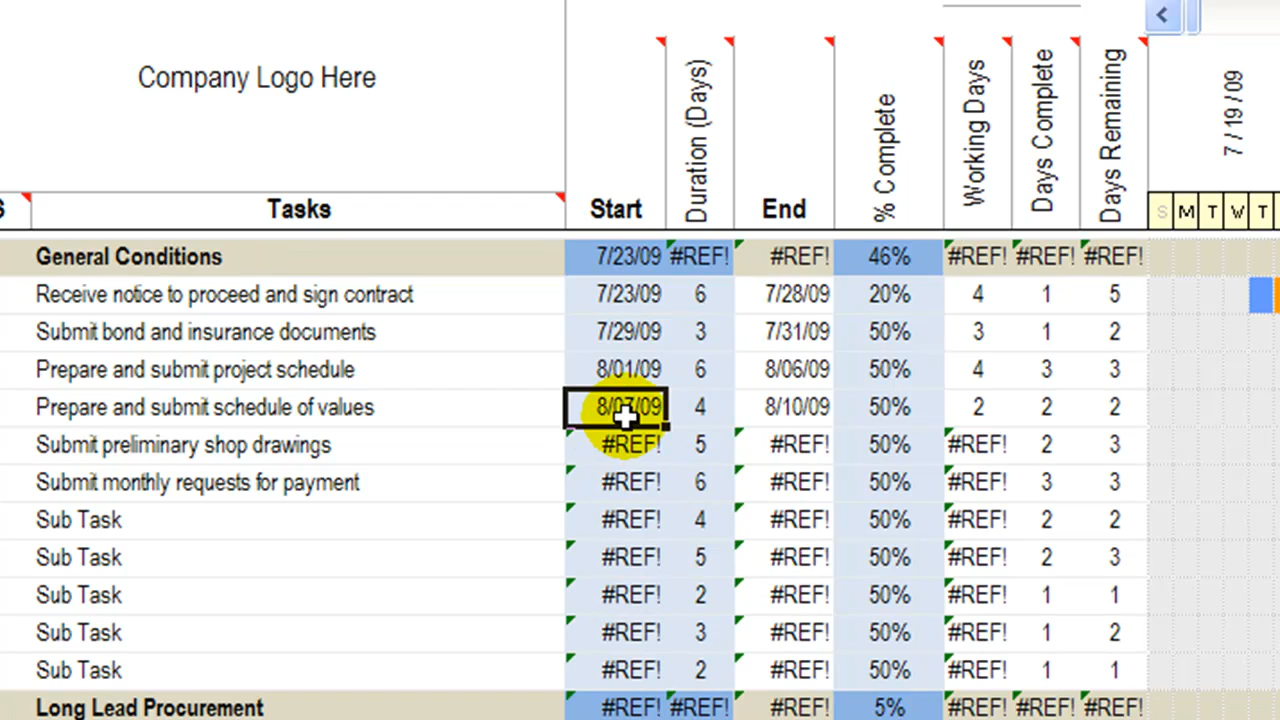 Company Logo Here
S Tasks Start Duration (Days) End % Complete Working Days Days Complete Days Remaining 7 / 19 / 09
S M T W T
General Conditions 7/23/09 #REF! #REF! 46% #REF! #REF! #REF!
Receive notice to proceed and sign contract 7/23/09 6 7/28/09 20% 4 1 5
Submit bond and insurance documents 7/29/09 3 7/31/09 50% 3 1 2
Prepare and submit project schedule 8/01/09 6 8/06/09 50% 4 3 3
Prepare and submit schedule of values 8/07/09 4 8/10/09 50% 2 2 2
Submit preliminary shop drawings #REF! 5 #REF! 50% #REF! 2 3
Submit monthly requests for payment #REF! 6 #REF! 50% #REF! 3 3
Sub Task #REF! 4 #REF! 50% #REF! 2 2
Sub Task #REF! 5 #REF! 50% #REF! 2 3
Sub Task #REF! 2 #REF! 50% #REF! 1 1
Sub Task #REF! 3 #REF! 50% #REF! 1 2
Sub Task #REF! 2 #REF! 50% #REF! 1 1
Long Lead Procurement #REF! #REF! #REF! 5% #REF! #REF! #REF!